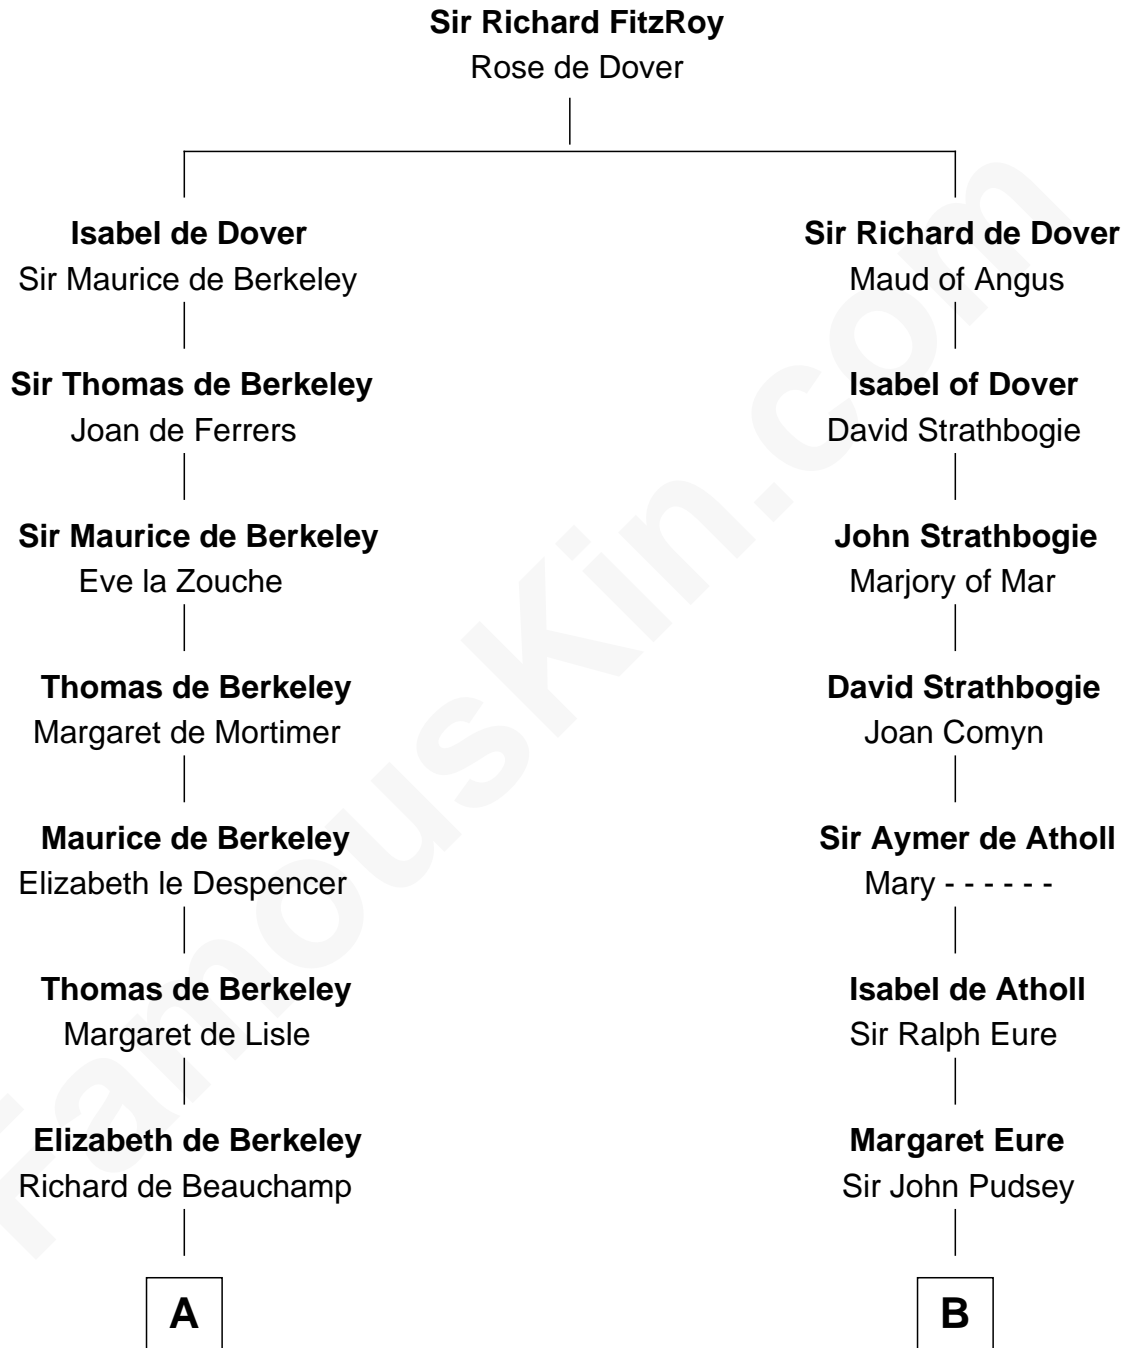 Sir Richard FitzRoy
Rose de Dover
Isabel de Dover
Sir Maurice de Berkeley
Sir Richard de Dover
Maud of Angus
Sir Thomas de Berkeley
Joan de Ferrers
Isabel of Dover
David Strathbogie
Sir Maurice de Berkeley
Eve la Zouche
John Strathbogie
Marjory of Mar
Thomas de Berkeley
Margaret de Mortimer
David Strathbogie
Joan Comyn
Maurice de Berkeley
Elizabeth le Despencer
Sir Aymer de Atholl
Mary - - - - - -
Thomas de Berkeley
Margaret de Lisle
Isabel de Atholl
Sir Ralph Eure
Elizabeth de Berkeley
Richard de Beauchamp
Margaret Eure
Sir John Pudsey
A
B
FamousKin.com